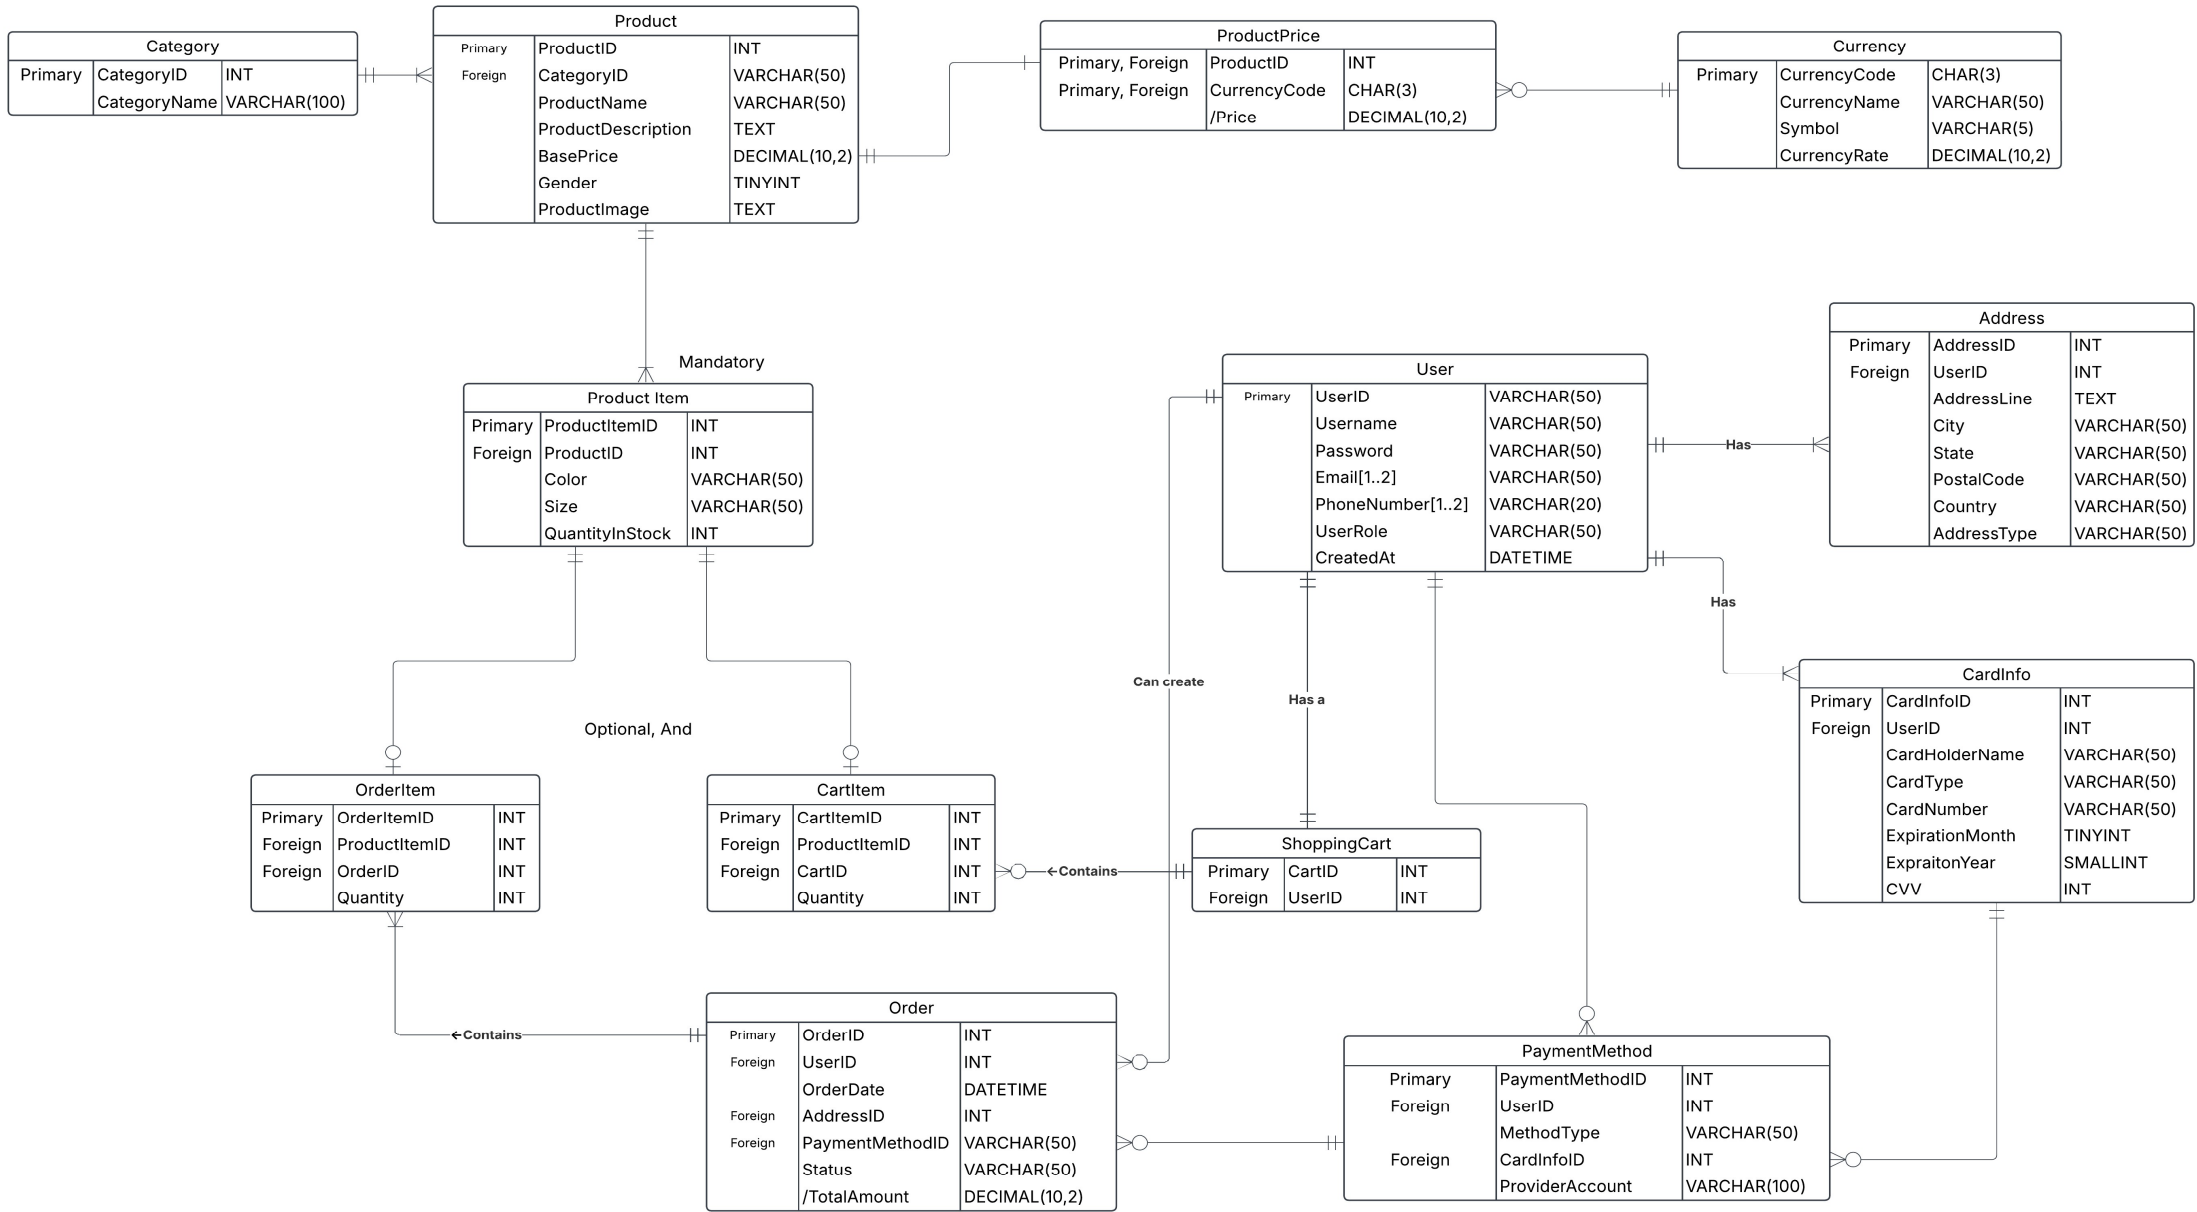 Category
Primary CategoryID INT
CategoryName VARCHAR(100)
Product
Primary ProductID INT
Foreign CategoryID VARCHAR(50)
ProductName VARCHAR(50)
ProductDescription TEXT
BasePrice DECIMAL(10,2)
Gender TINYINT
ProductImage TEXT
ProductPrice
Primary, Foreign ProductID INT
Primary, Foreign CurrencyCode CHAR(3)
/Price DECIMAL(10,2)
Currency
Primary CurrencyCode CHAR(3)
CurrencyName VARCHAR(50)
Symbol VARCHAR(5)
CurrencyRate DECIMAL(10,2)
Mandatory
Product Item
Primary ProductItemID INT
Foreign ProductID INT
Color VARCHAR(50)
Size VARCHAR(50)
QuantityInStock INT
User
Primary UserID VARCHAR(50)
Username VARCHAR(50)
Password VARCHAR(50)
Email[1..2] VARCHAR(50)
PhoneNumber[1..2] VARCHAR(20)
UserRole VARCHAR(50)
CreatedAt DATETIME
Has
Address
Primary AddressID INT
Foreign UserID INT
AddressLine TEXT
City VARCHAR(50)
State VARCHAR(50)
PostalCode VARCHAR(50)
Country VARCHAR(50)
AddressType VARCHAR(50)
Has
Can create
Has a
Optional, And
CardInfo
Primary CardInfoID INT
Foreign UserID INT
CardHolderName VARCHAR(50)
CardType VARCHAR(50)
CardNumber VARCHAR(50)
ExpirationMonth TINYINT
ExpraitonYear SMALLINT
CVV INT
OrderItem
Primary OrderItemID INT
Foreign ProductItemID INT
Foreign OrderID INT
Quantity INT
CartItem
Primary CartItemID INT
Foreign ProductItemID INT
Foreign CartID INT
Quantity INT
←Contains
ShoppingCart
Primary CartID INT
Foreign UserID INT
←Contains
Order
Primary OrderID INT
Foreign UserID INT
OrderDate DATETIME
Foreign AddressID INT
Foreign PaymentMethodID VARCHAR(50)
Status VARCHAR(50)
/TotalAmount DECIMAL(10,2)
PaymentMethod
Primary PaymentMethodID INT
Foreign UserID INT
MethodType VARCHAR(50)
Foreign CardInfoID INT
ProviderAccount VARCHAR(100)